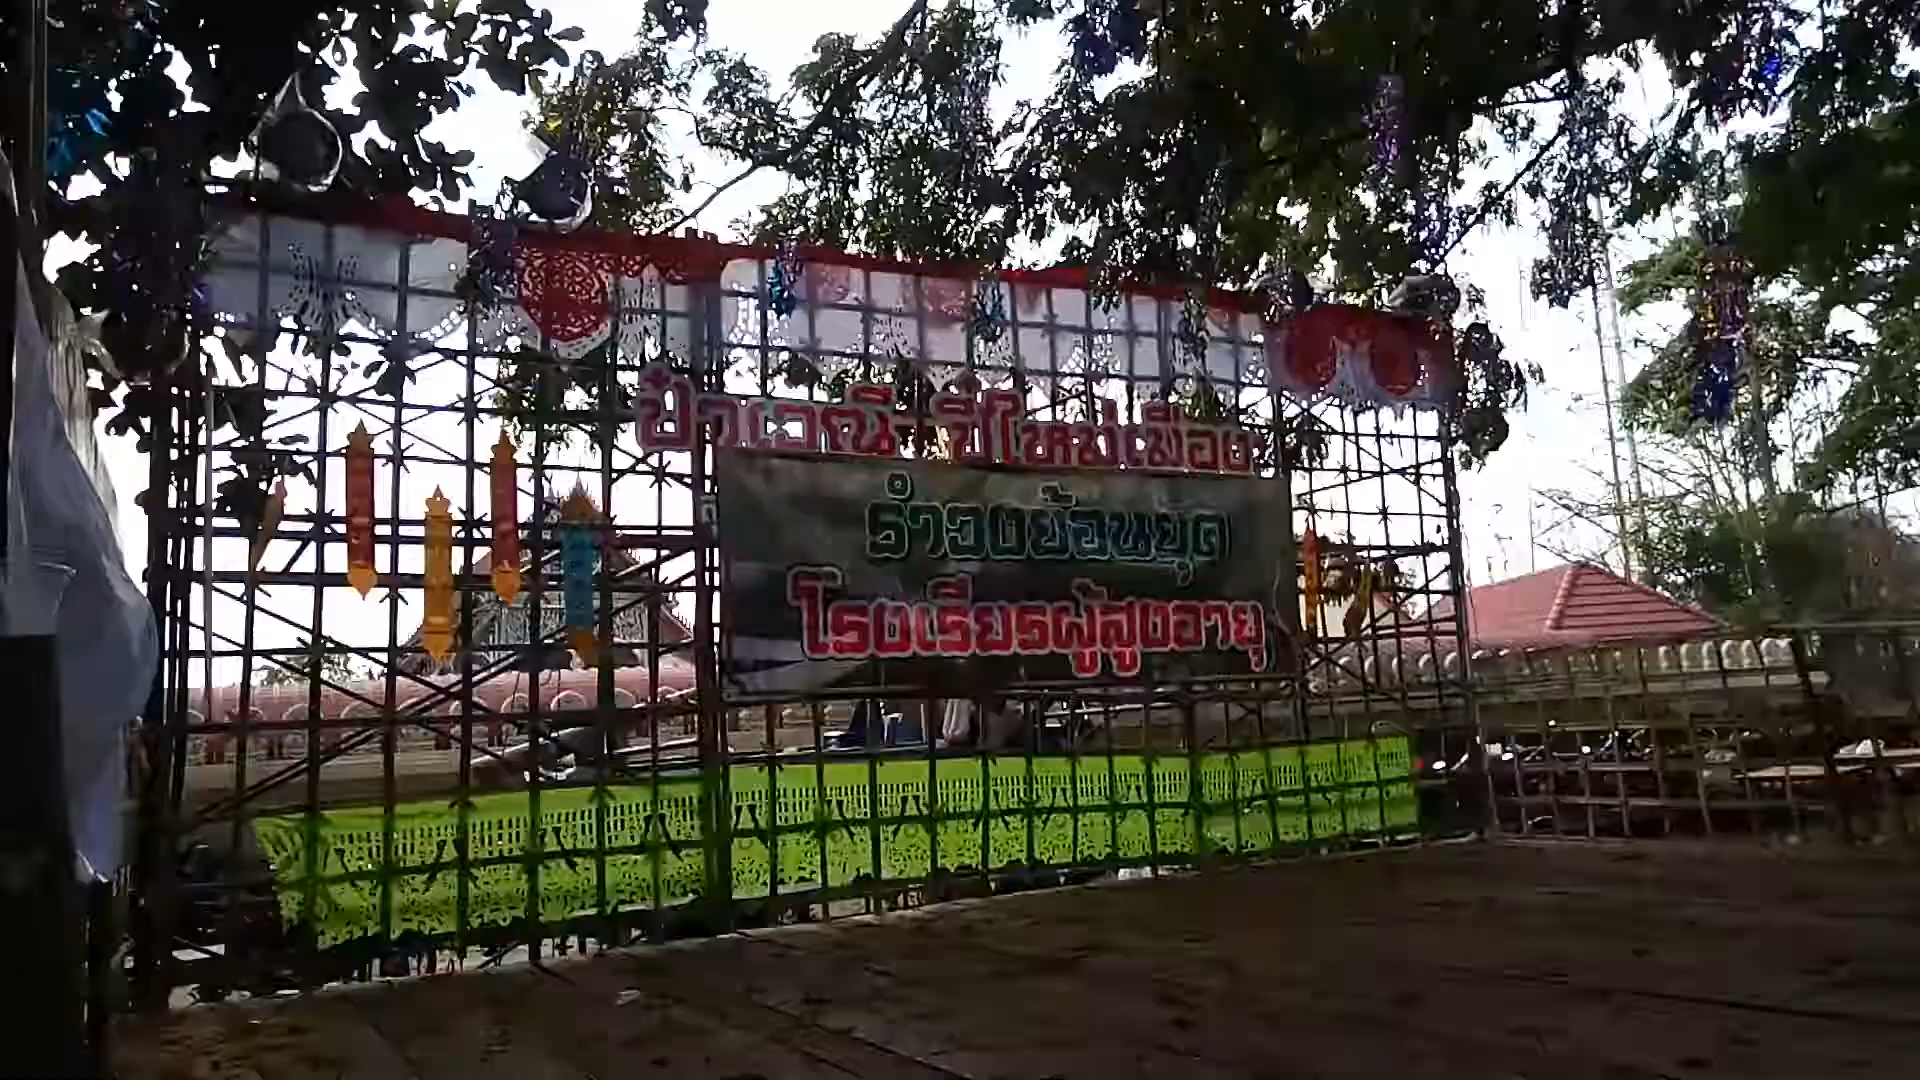 ป๋าเวณี ปี๋ใหม่เมือง
รำวงย้อนยุค
โรงเรียนผู้สูงอายุ